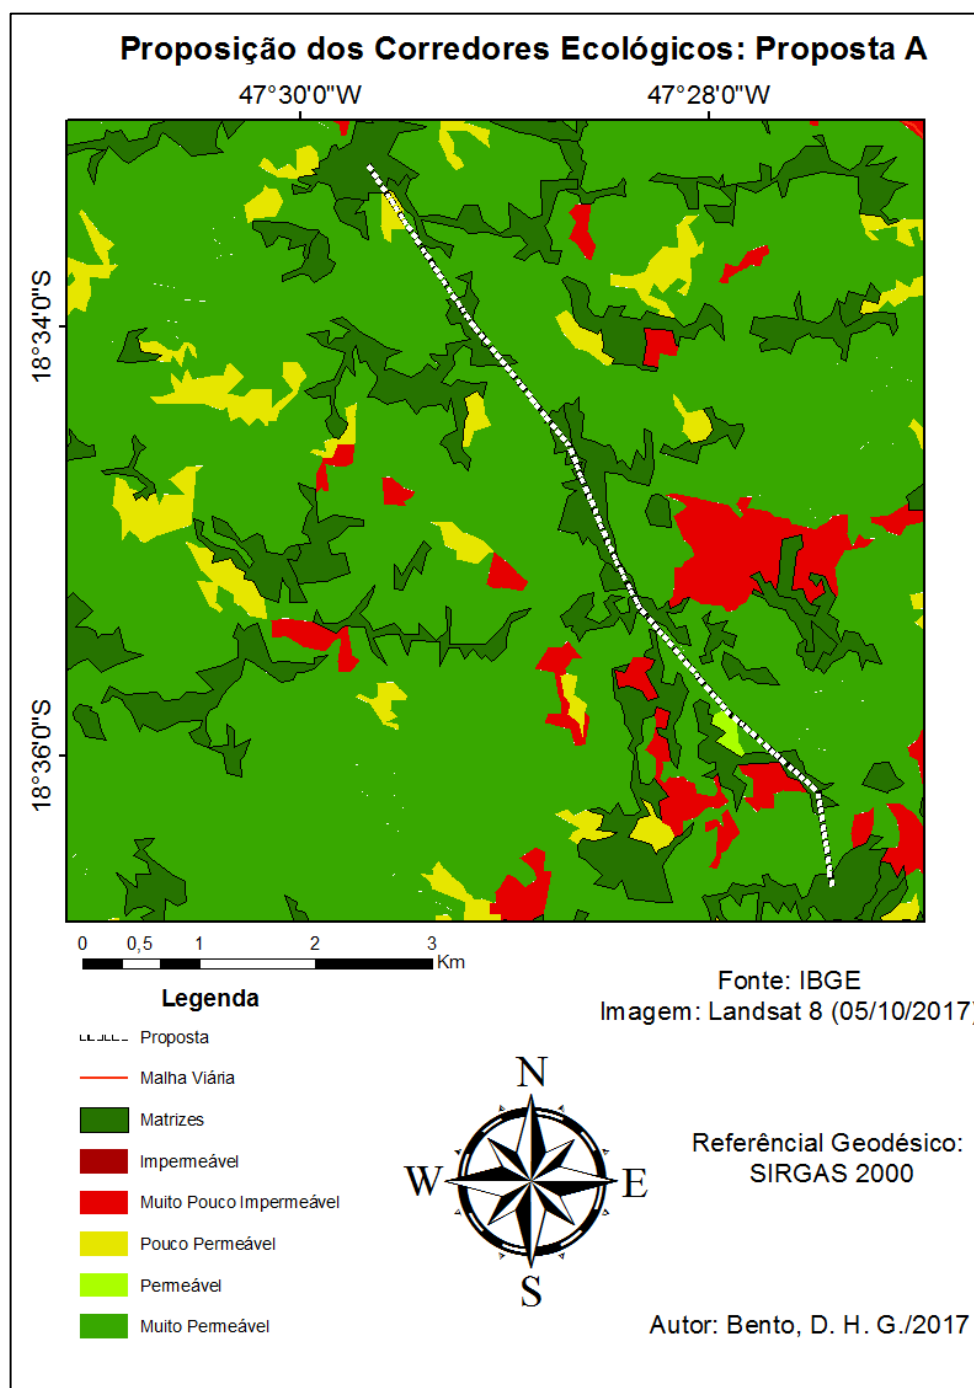 Proposição dos Corredores Ecológicos: Proposta A
47°30'0"W
47°28'0"W
18°34'0"S
18°36'0"S
0 0,5 1 2 3
Km
Fonte: IBGE
Imagem: Landsat 8 (05/10/2017)
Legenda
Proposta
Malha Viária
Matrizes
Impermeável
Muito Pouco Impermeável
Pouco Permeável
Permeável
Muito Permeável
N
W
E
S
Referêncial Geodésico:
SIRGAS 2000
Autor: Bento, D. H. G./2017